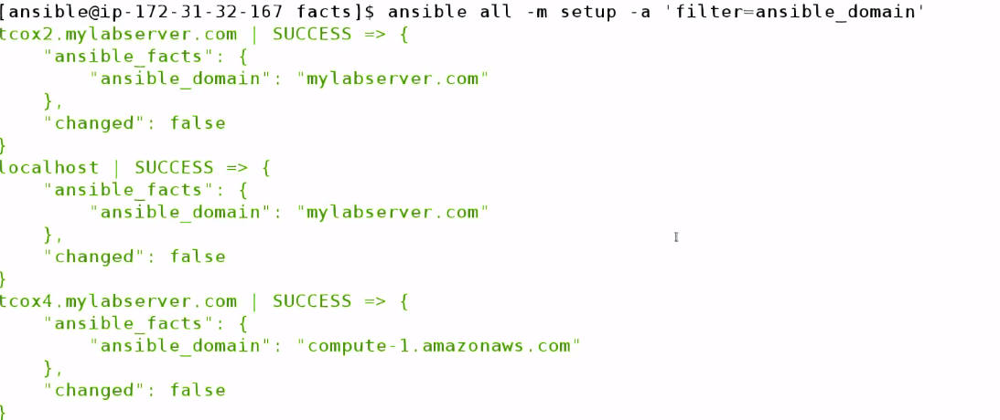 [ansible@ip-172-31-32-167 facts]$ ansible all -m setup -a 'filter=ansible_domain'
tcox2.mylabserver.com | SUCCESS => {
    "ansible_facts": {
        "ansible_domain": "mylabserver.com"
    },
    "changed": false
}
localhost | SUCCESS => {
    "ansible_facts": {
        "ansible_domain": "mylabserver.com"
    },
    "changed": false
}
tcox4.mylabserver.com | SUCCESS => {
    "ansible_facts": {
        "ansible_domain": "compute-1.amazonaws.com"
    },
    "changed": false
}